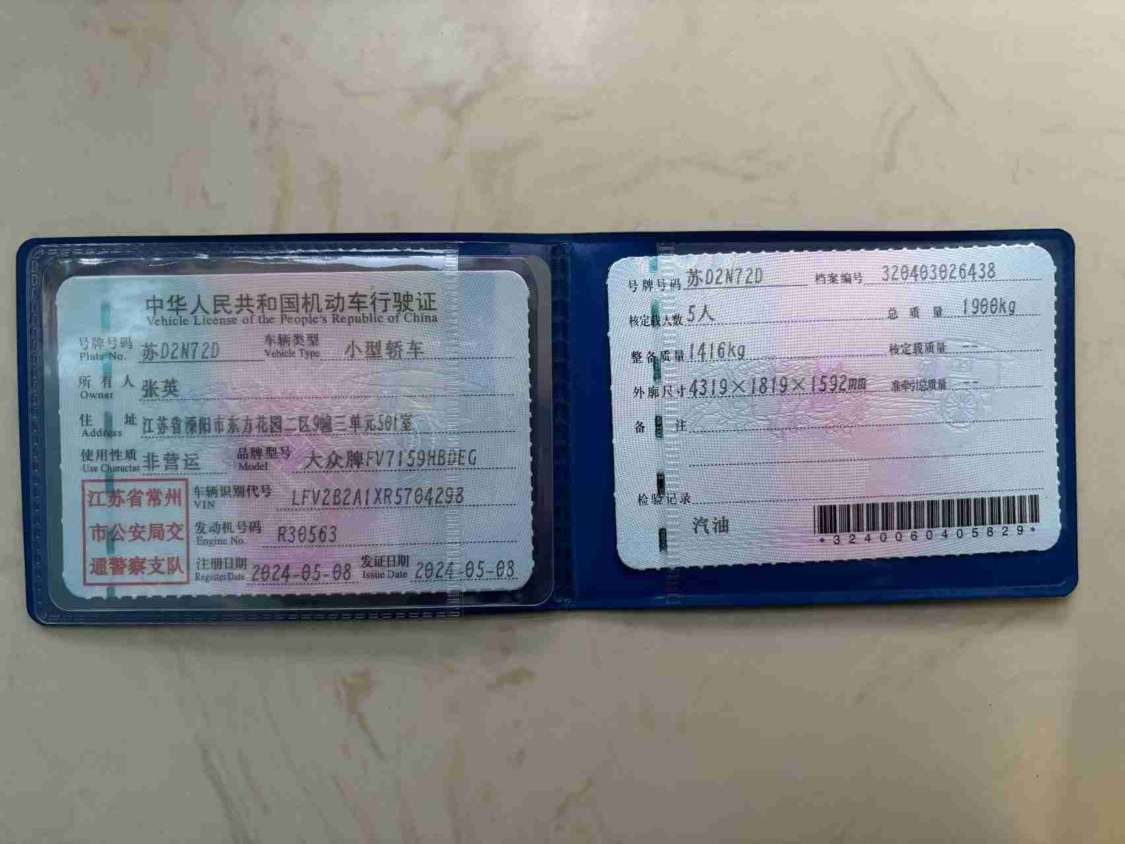 中华人民共和国机动车行驶证
Vehicle License of the People's Republic of China
号牌号码 苏D2N72D 车辆类型 小型轿车
Plate No. Vehicle Type
所有人 张英
Owner
住址 江苏省溧阳市东方花园二区9幢三单元501室
Address
使用性质 非营运 品牌型号 大众牌FV7159HBDEG
Use Character Model
江苏省常州市公安局交通警察支队
车辆识别代号 LFV2B2A1XR5704293
VIN
发动机号码 R30563
Engine No.
注册日期 2024-05-08 发证日期 2024-05-08
Register Date Issue Date
号牌号码 苏D2N72D 档案编号 320403026438
核定载人数 5人 总质量 1900kg
整备质量 1416kg 核定载质量 --
外廓尺寸 4319×1819×1592mm 准牵引总质量 --
备注
检验记录
汽油
*3240060405829*